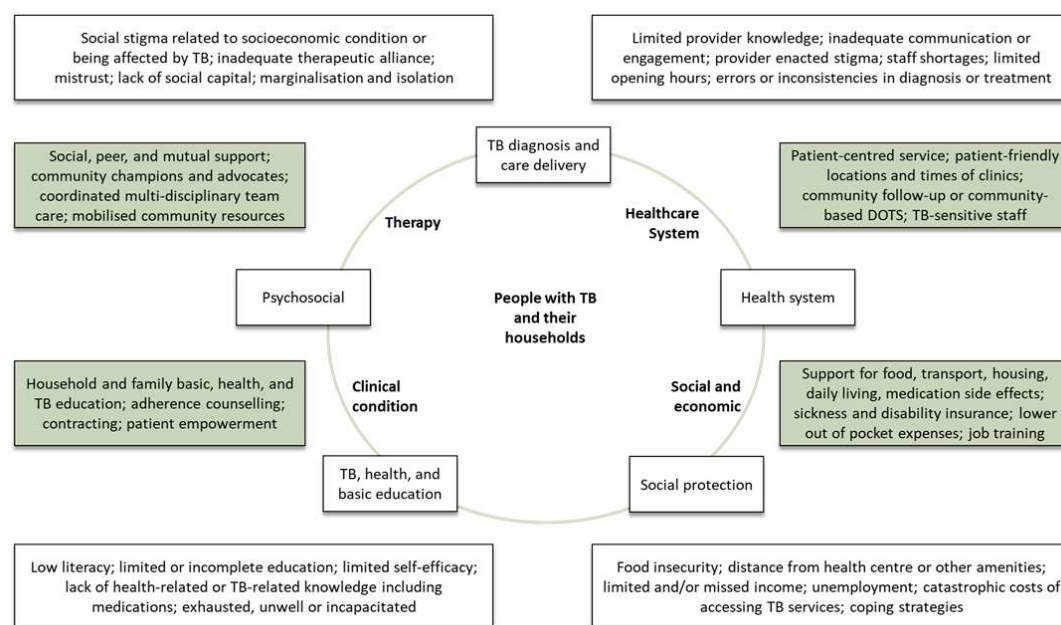 Social stigma related to socioeconomic condition or
being affected by TB; inadequate therapeutic alliance;
mistrust; lack of social capital; marginalisation and isolation
Limited provider knowledge; inadequate communication or
engagement; provider enacted stigma; staff shortages; limited
opening hours; errors or inconsistencies in diagnosis or treatment
TB diagnosis and
care delivery
Social, peer, and mutual support;
community champions and advocates;
coordinated multi-disciplinary team
care; mobilised community resources
Patient-centred service; patient-friendly
locations and times of clinics;
community follow-up or community-
based DOTS; TB-sensitive staff
Therapy
Healthcare
System
Psychosocial
People with TB
and their
households
Health system
Household and family basic, health, and
TB education; adherence counselling;
contracting; patient empowerment
Clinical
condition
Social and
economic
Support for food, transport, housing,
daily living, medication side effects;
sickness and disability insurance; lower
out of pocket expenses; job training
TB, health, and
basic education
Social protection
Low literacy; limited or incomplete education; limited self-efficacy;
lack of health-related or TB-related knowledge including
medications; exhausted, unwell or incapacitated
Food insecurity; distance from health centre or other amenities;
limited and/or missed income; unemployment; catastrophic costs of
accessing TB services; coping strategies